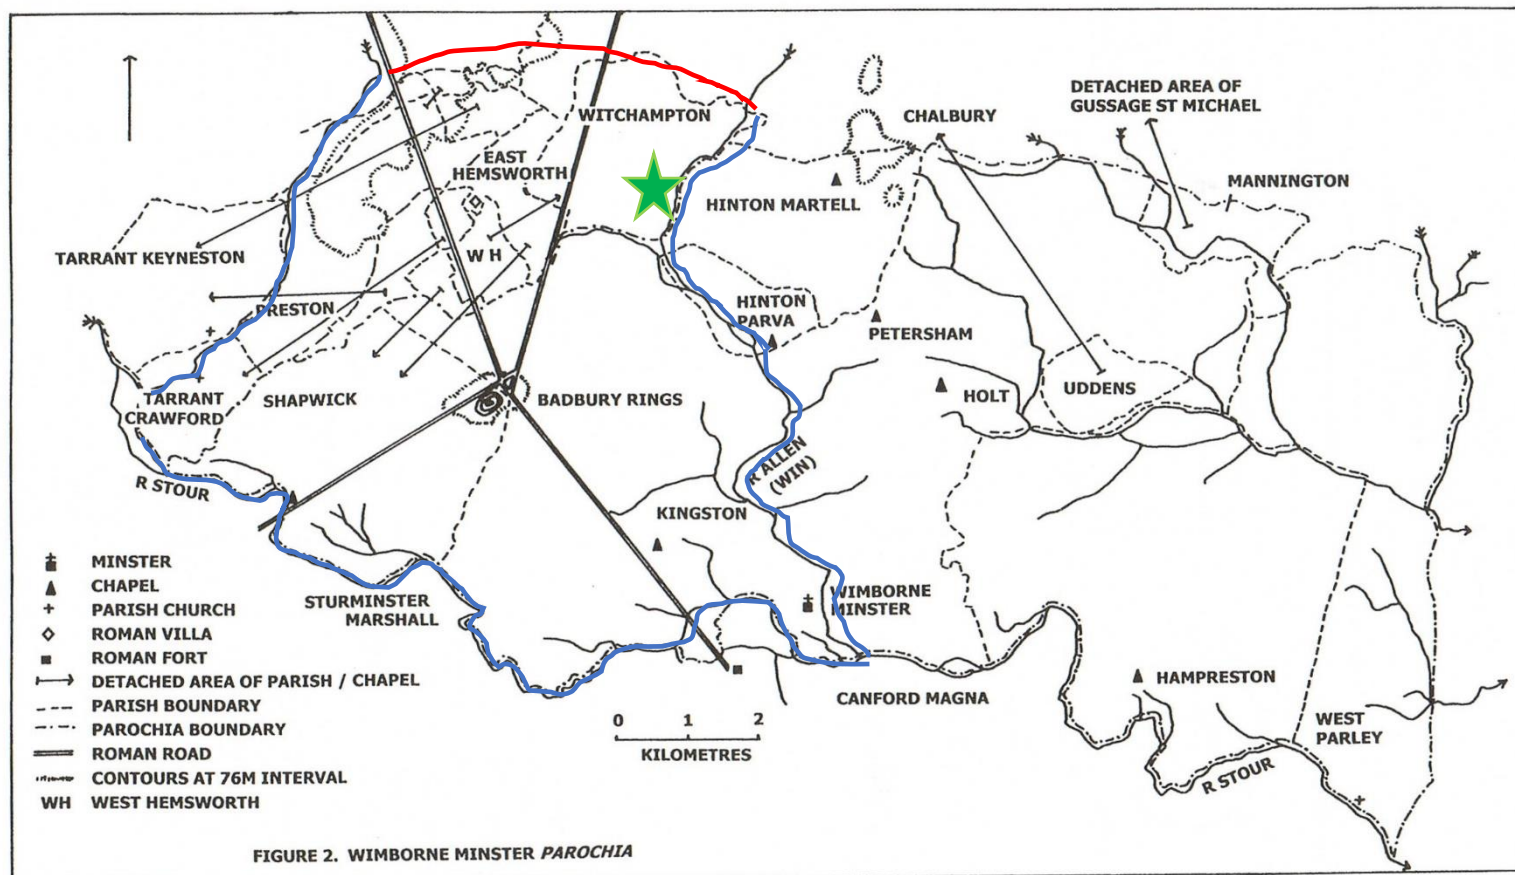 DETACHED AREA OF
GUSSAGE ST MICHAEL
WITCHAMPTON
CHALBURY
EAST
HEMSWORTH
MANNINGTON
HINTON MARTELL
TARRANT KEYNESTON
W H
PRESTON
HINTON
PARVA
PETERSHAM
TARRANT
CRAWFORD
SHAPWICK
BADBURY RINGS
HOLT
UDDENS
R ALLEN
(WIN)
R STOUR
KINGSTON
WIMBORNE
MINSTER
STURMINSTER
MARSHALL
CANFORD MAGNA
HAMPRESTON
WEST
PARLEY
R STOUR
MINSTER
CHAPEL
PARISH CHURCH
ROMAN VILLA
ROMAN FORT
DETACHED AREA OF PARISH / CHAPEL
PARISH BOUNDARY
PAROCHIA BOUNDARY
ROMAN ROAD
CONTOURS AT 76M INTERVAL
WH WEST HEMSWORTH
0 1 2
KILOMETRES
FIGURE 2. WIMBORNE MINSTER PAROCHIA